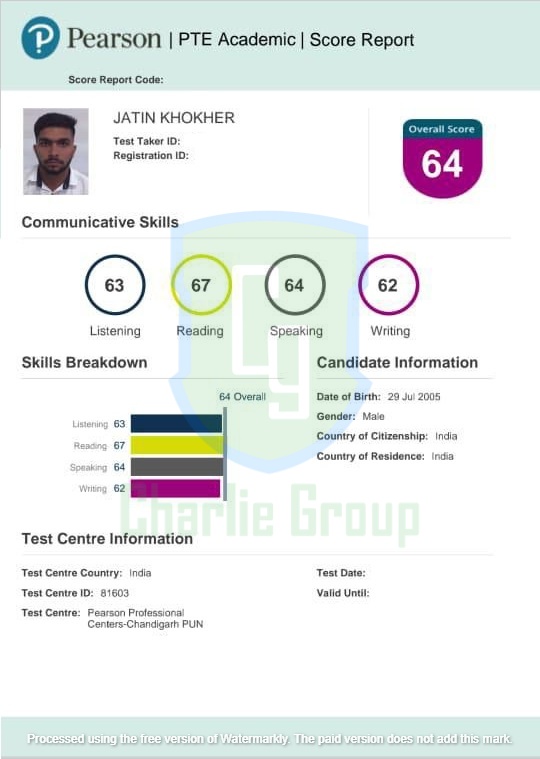 Pearson | PTE Academic | Score Report
Score Report Code:
JATIN KHOKHER
Test Taker ID:
Registration ID:
Overall Score
64
Communicative Skills
63 67 64 62
Listening Reading Speaking Writing
Skills Breakdown
64 Overall
Listening 63
Reading 67
Speaking 64
Writing 62
Candidate Information
Date of Birth: 29 Jul 2005
Gender: Male
Country of Citizenship: India
Country of Residence: India
Charlie Group
Test Centre Information
Test Centre Country: India
Test Centre ID: 81603
Test Centre: Pearson Professional
Centers-Chandigarh PUN
Test Date:
Valid Until:
Processed using the free version of Watermarkly. The paid version does not add this mark.